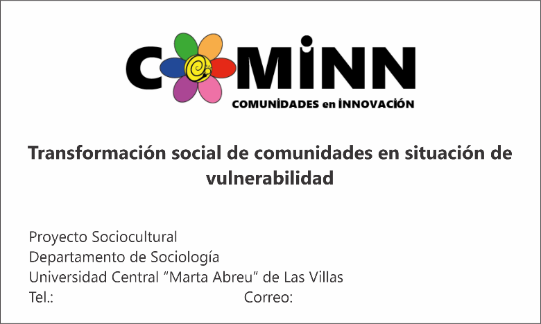 COMiNN
COMUNiDADES en iNNOVACiÓN
Transformación social de comunidades en situación de
vulnerabilidad
Proyecto Sociocultural
Departamento de Sociología
Universidad Central “Marta Abreu” de Las Villas
Tel.: Correo: